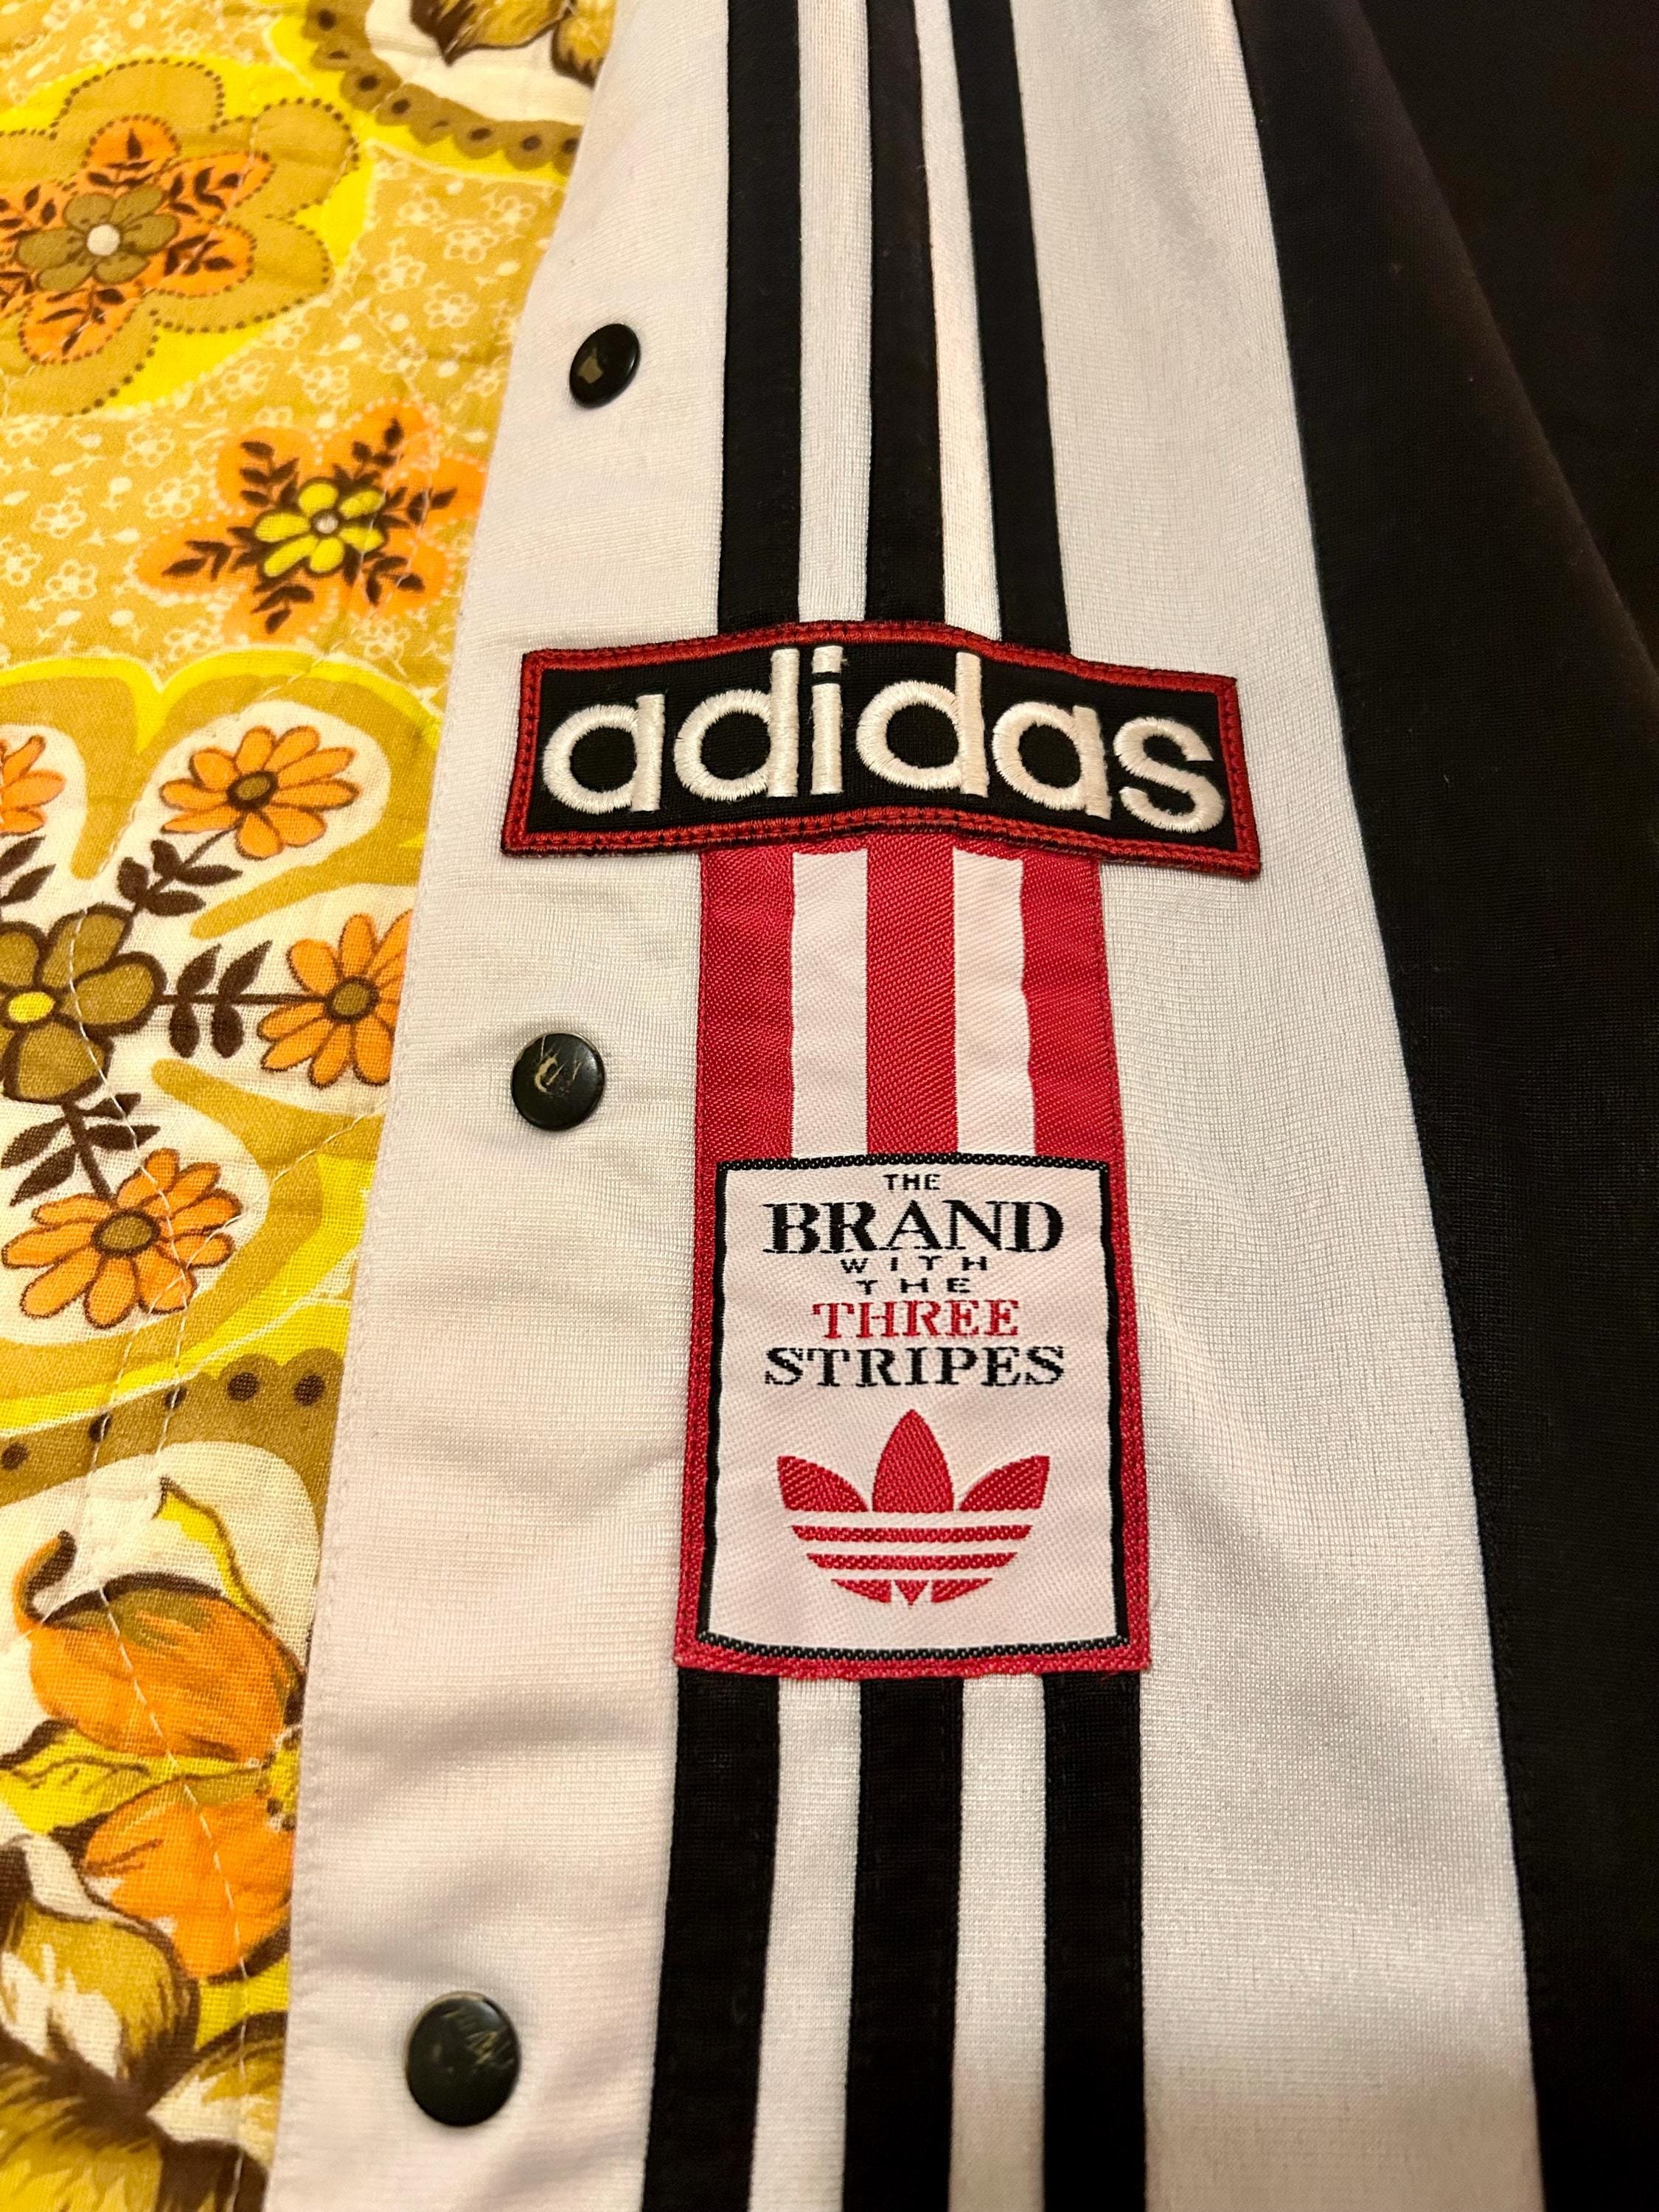 adidas
THE
BRAND
WITH
THE
THREE
STRIPES